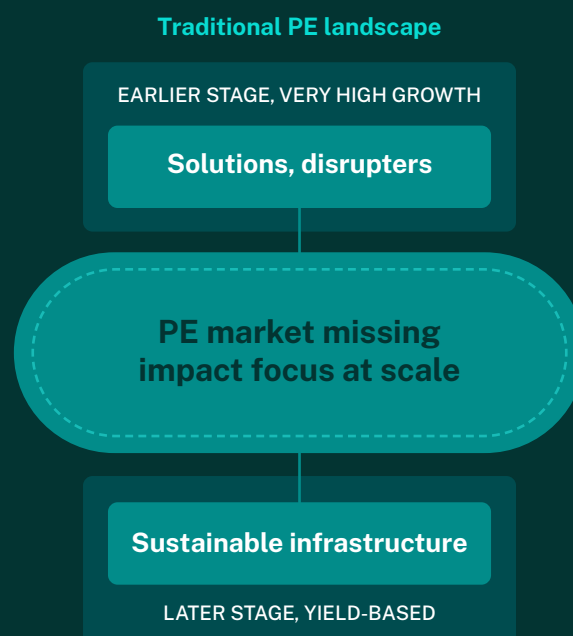 Traditional PE landscape
EARLIER STAGE, VERY HIGH GROWTH
Solutions, disrupters
PE market missing
impact focus at scale
Sustainable infrastructure
LATER STAGE, YIELD-BASED